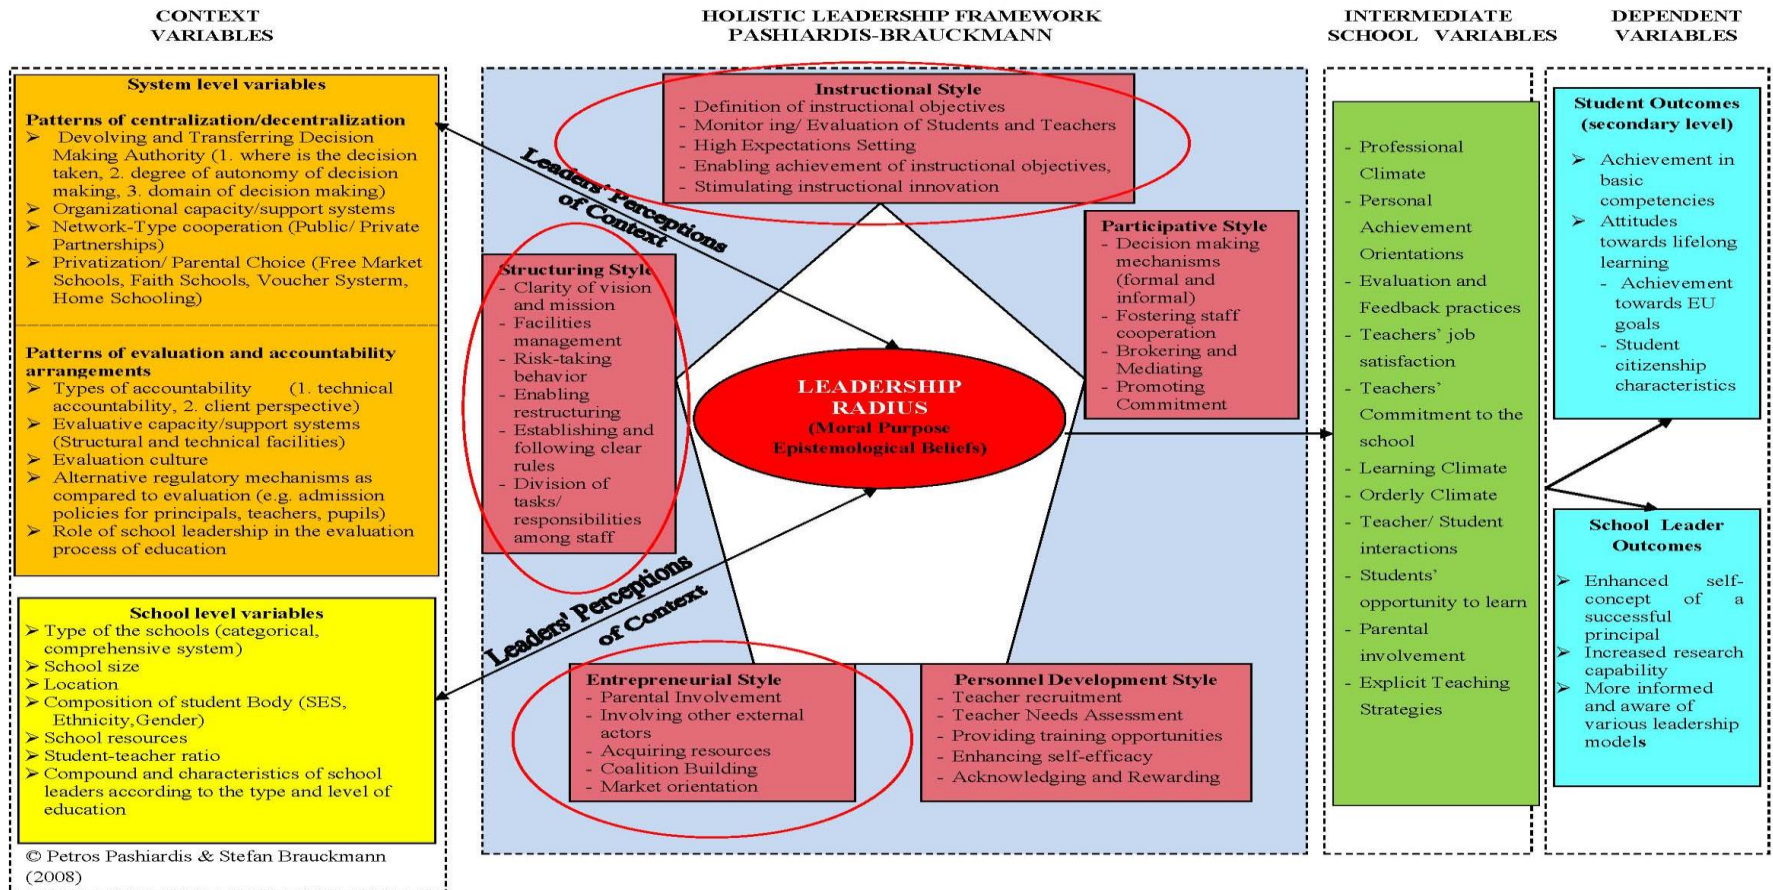 CONTEXT
VARIABLES
System level variables
Patterns of centralization/decentralization
➢ Devolving and Transferring Decision
Making Authority (1. where is the decision
taken, 2. degree of autonomy of decision
making, 3. domain of decision making)
➢ Organizational capacity/support systems
➢ Network-Type cooperation (Public/ Private
Partnerships)
➢ Privatization/ Parental Choice (Free Market
Schools, Faith Schools, Voucher Systerm,
Home Schooling)
Patterns of evaluation and accountability
arrangements
➢ Types of accountability (1. technical
accountability, 2. client perspective)
➢ Evaluative capacity/support systems
(Structural and technical facilities)
➢ Evaluation culture
➢ Alternative regulatory mechanisms as
compared to evaluation (e.g. admission
policies for principals, teachers, pupils)
➢ Role of school leadership in the evaluation
process of education
School level variables
➢ Type of the schools (categorical,
comprehensive system)
➢ School size
➢ Location
➢ Composition of student Body (SES,
Ethnicity,Gender)
➢ School resources
➢ Student-teacher ratio
➢ Compound and characteristics of school
leaders according to the type and level of
education
© Petros Pashiardis & Stefan Brauckmann
(2008)
HOLISTIC LEADERSHIP FRAMEWORK
PASHIARDIS-BRAUCKMANN
Instructional Style
- Definition of instructional objectives
- Monitor ing/ Evaluation of Students and Teachers
- High Expectations Setting
- Enabling achievement of instructional objectives,
- Stimulating instructional innovation
Leaders' Perceptions
of Context
Structuring Style
- Clarity of vision
and mission
- Facilities
management
- Risk-taking
behavior
- Enabling
restructuring
- Establishing and
following clear
rules
- Division of
tasks/
responsibilities
among staff
Participative Style
- Decision making
mechanisms
(formal and
informal)
- Fostering staff
cooperation
- Brokering and
Mediating
- Promoting
Commitment
LEADERSHIP
RADIUS
(Moral Purpose
Epistemological Beliefs)
Leaders' Perceptions
of Context
Entrepreneurial Style
- Parental Involvement
- Involving other external
actors
- Acquiring resources
- Coalition Building
- Market orientation
Personnel Development Style
- Teacher recruitment
- Teacher Needs Assessment
- Providing training opportunities
- Enhancing self-efficacy
- Acknowledging and Rewarding
INTERMEDIATE
SCHOOL VARIABLES
- Professional
Climate
- Personal
Achievement
Orientations
- Evaluation and
Feedback practices
- Teachers' job
satisfaction
- Teachers'
Commitment to the
school
- Learning Climate
- Orderly Climate
- Teacher/ Student
interactions
- Students'
opportunity to learn
- Parental
involvement
- Explicit Teaching
Strategies
DEPENDENT
VARIABLES
Student Outcomes
(secondary level)
➢ Achievement in
basic
competencies
➢ Attitudes
towards lifelong
learning
- Achievement
towards EU
goals
- Student
citizenship
characteristics
School Leader
Outcomes
➢ Enhanced self-
concept of a
successful
principal
➢ Increased research
capability
➢ More informed
and aware of
various leadership
models